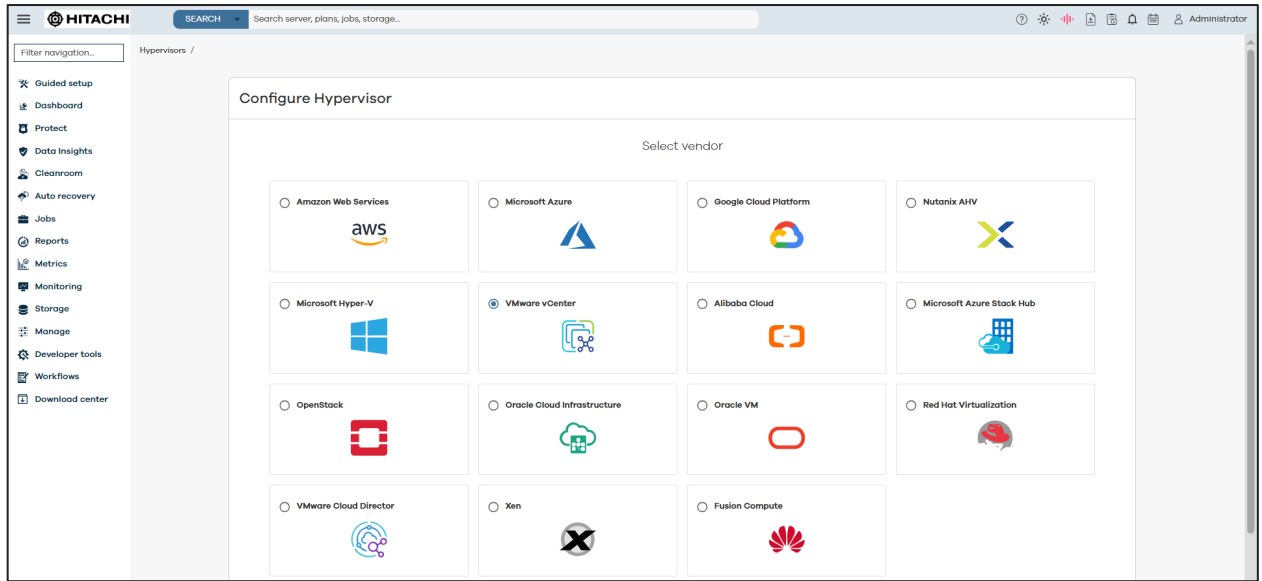 HITACHI
SEARCH
Search server, plans, jobs, storage...
Administrator
Filter navigation...
Hypervisors /
Guided setup
Dashboard
Protect
Data Insights
Cleanroom
Auto recovery
Jobs
Reports
Metrics
Monitoring
Storage
Manage
Developer tools
Workflows
Download center
Configure Hypervisor
Select vendor
Amazon Web Services
aws
Microsoft Azure
Google Cloud Platform
Nutanix AHV
Microsoft Hyper-V
VMware vCenter
Alibaba Cloud
Microsoft Azure Stack Hub
OpenStack
Oracle Cloud Infrastructure
Oracle VM
Red Hat Virtualization
VMware Cloud Director
Xen
Fusion Compute